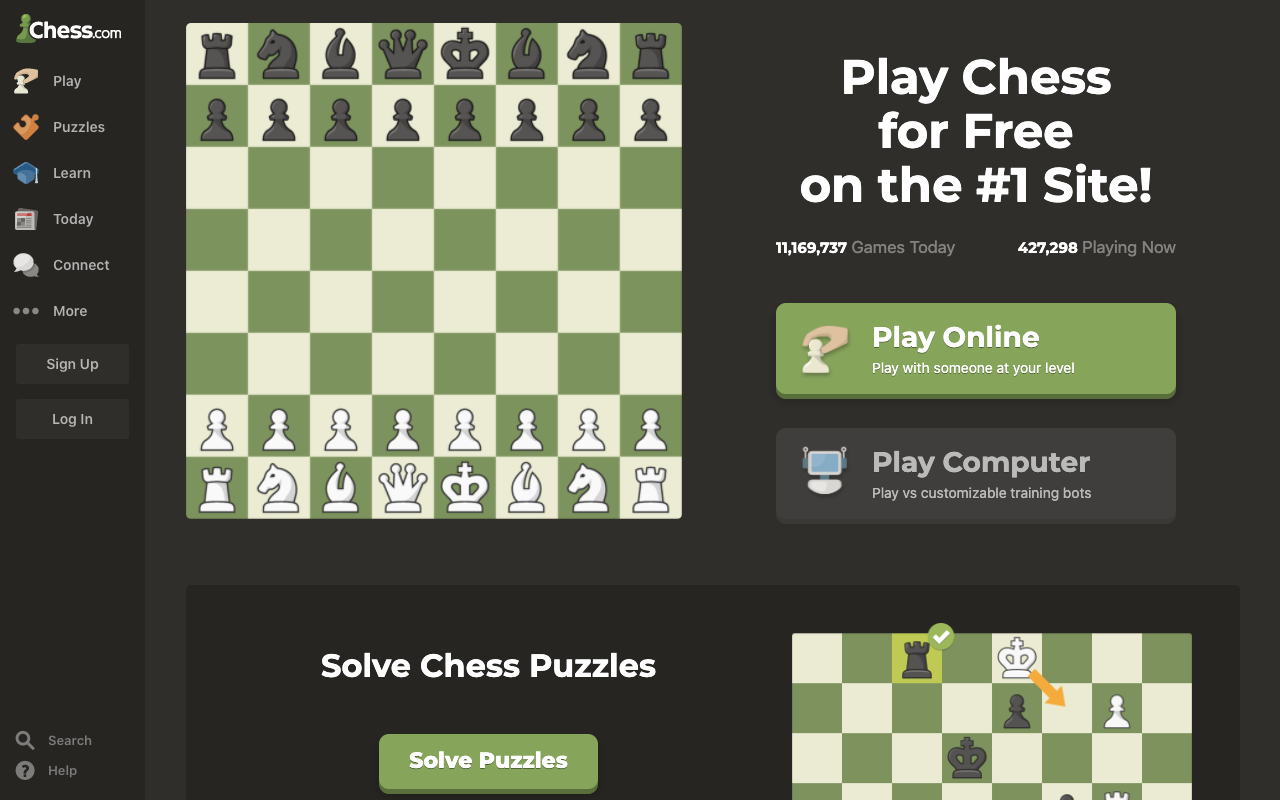 Chess.com
Play
Puzzles
Learn
Today
Connect
More
Sign Up
Log In
Search
Help
Play Chess
for Free
on the #1 Site!
11,169,737 Games Today
427,298 Playing Now
Play Online
Play with someone at your level
Play Computer
Play vs customizable training bots
Solve Chess Puzzles
Solve Puzzles